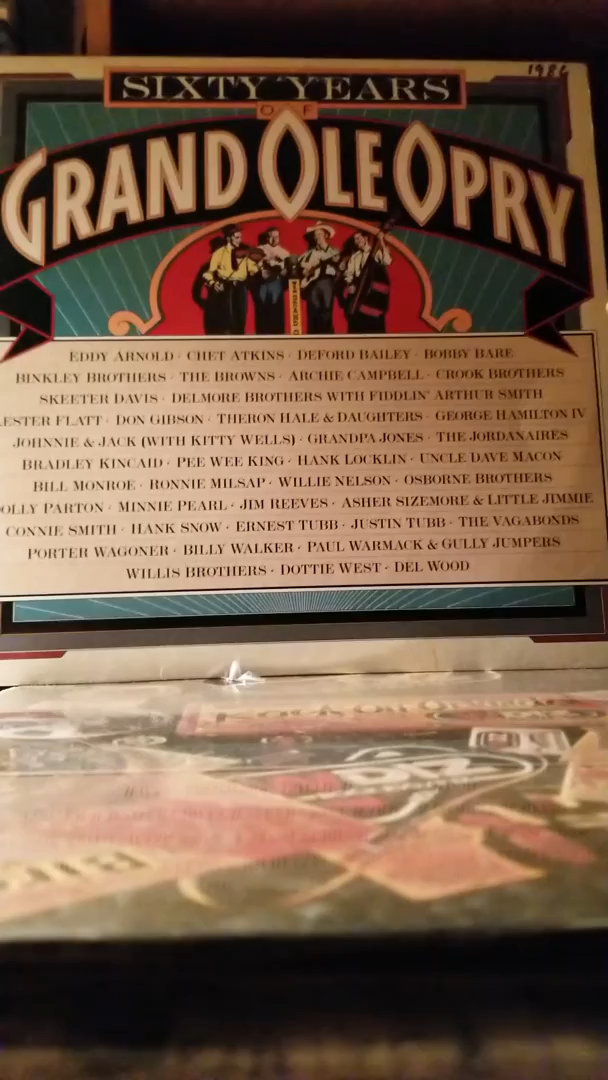 1986
SIXTY YEARS
OF
GRAND OLE OPRY
EDDY ARNOLD · CHET ATKINS · DEFORD BAILEY · BOBBY BARE
BINKLEY BROTHERS · THE BROWNS · ARCHIE CAMPBELL · CROOK BROTHERS
SKEETER DAVIS · DELMORE BROTHERS WITH FIDDLIN' ARTHUR SMITH
ESTER FLATT · DON GIBSON · THERON HALE & DAUGHTERS · GEORGE HAMILTON IV
JOHNNIE & JACK (WITH KITTY WELLS) · GRANDPA JONES · THE JORDANAIRES
BRADLEY KINCAID · PEE WEE KING · HANK LOCKLIN · UNCLE DAVE MACON
BILL MONROE · RONNIE MILSAP · WILLIE NELSON · OSBORNE BROTHERS
OLLY PARTON · MINNIE PEARL · JIM REEVES · ASHER SIZEMORE & LITTLE JIMMIE
CONNIE SMITH · HANK SNOW · ERNEST TUBB · JUSTIN TUBB · THE VAGABONDS
PORTER WAGONER · BILLY WALKER · PAUL WARMACK & GULLY JUMPERS
WILLIS BROTHERS · DOTTIE WEST · DEL WOOD